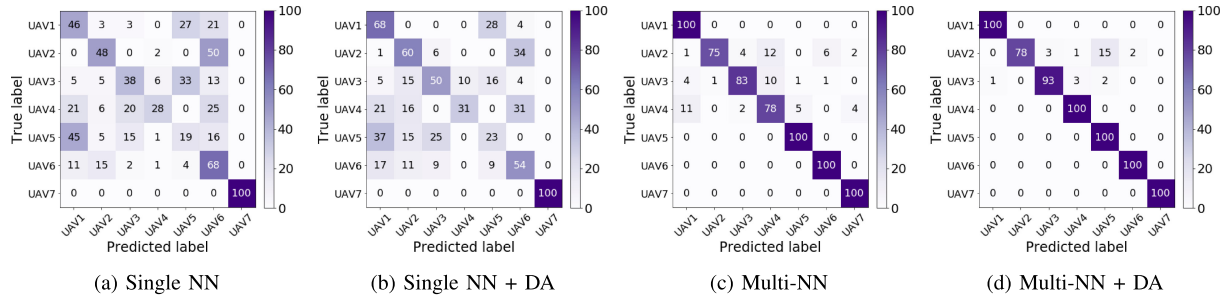 True label
UAV1 46 3 3 0 27 21 0
UAV2 0 48 0 2 0 50 0
UAV3 5 5 38 6 33 13 0
UAV4 21 6 20 28 0 25 0
UAV5 45 5 15 1 19 16 0
UAV6 11 15 2 1 4 68 0
UAV7 0 0 0 0 0 0 100
UAV1 UAV2 UAV3 UAV4 UAV5 UAV6 UAV7
Predicted label
100
80
60
40
20
0
(a) Single NN
True label
UAV1 68 0 0 0 28 4 0
UAV2 1 60 6 0 0 34 0
UAV3 5 15 50 10 16 4 0
UAV4 21 16 0 31 0 31 0
UAV5 37 15 25 0 23 0 0
UAV6 17 11 9 0 9 54 0
UAV7 0 0 0 0 0 0 100
UAV1 UAV2 UAV3 UAV4 UAV5 UAV6 UAV7
Predicted label
100
80
60
40
20
0
(b) Single NN + DA
True label
UAV1 100 0 0 0 0 0 0
UAV2 1 75 4 12 0 6 2
UAV3 4 1 83 10 1 1 0
UAV4 11 0 2 78 5 0 4
UAV5 0 0 0 0 100 0 0
UAV6 0 0 0 0 0 100 0
UAV7 0 0 0 0 0 0 100
UAV1 UAV2 UAV3 UAV4 UAV5 UAV6 UAV7
Predicted label
100
80
60
40
20
0
(c) Multi-NN
True label
UAV1 100 0 0 0 0 0 0
UAV2 0 78 3 1 15 2 0
UAV3 1 0 93 3 2 0 0
UAV4 0 0 0 100 0 0 0
UAV5 0 0 0 0 100 0 0
UAV6 0 0 0 0 0 100 0
UAV7 0 0 0 0 0 0 100
UAV1 UAV2 UAV3 UAV4 UAV5 UAV6 UAV7
Predicted label
100
80
60
40
20
0
(d) Multi-NN + DA